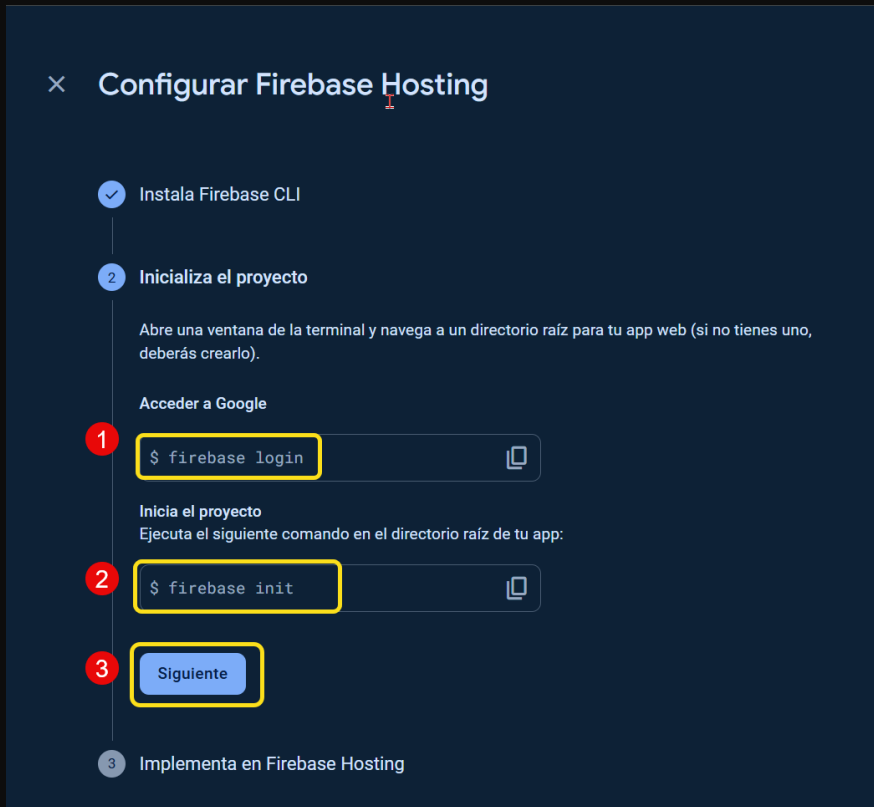 Configurar Firebase Hosting
Instala Firebase CLI
2 Inicializa el proyecto
Abre una ventana de la terminal y navega a un directorio raíz para tu app web (si no tienes uno,
deberás crearlo).
Acceder a Google
1
$ firebase login
Inicia el proyecto
Ejecuta el siguiente comando en el directorio raíz de tu app:
2
$ firebase init
3
Siguiente
3 Implementa en Firebase Hosting